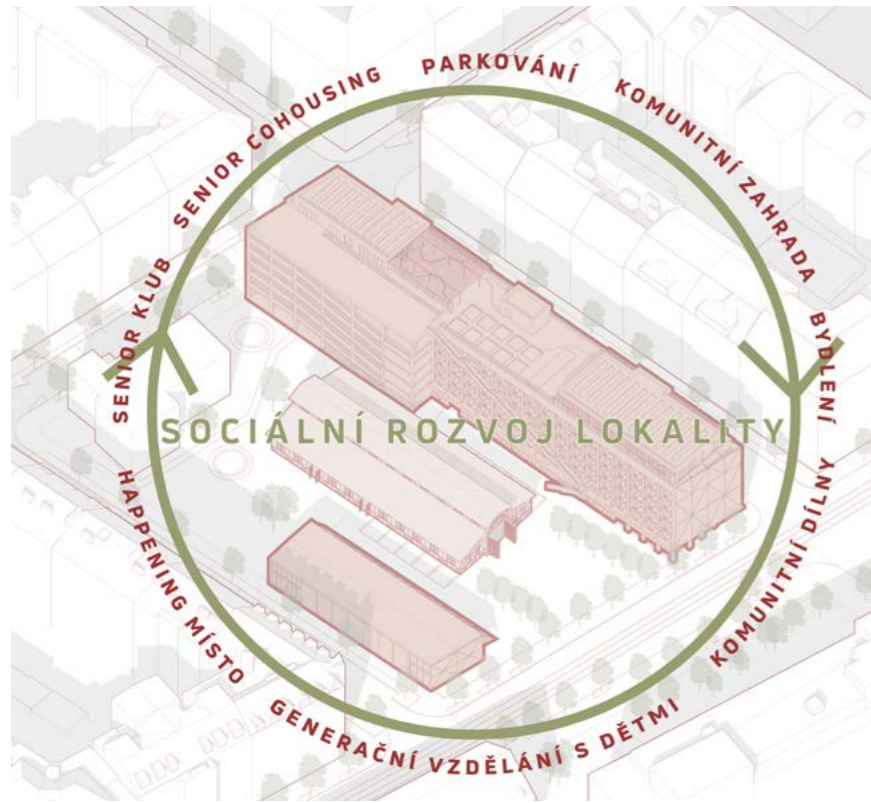 PARKOVÁNÍ
KOMUNITNÍ ZAHRADA
BYDLENÍ
KOMUNITNÍ DÍLNY
GENERAČNÍ VZDĚLÁNÍ S DĚTMI
HAPPENING MÍSTO
SENIOR KLUB
SENIOR COHOUSING
SOCIÁLNÍ ROZVOJ LOKALITY